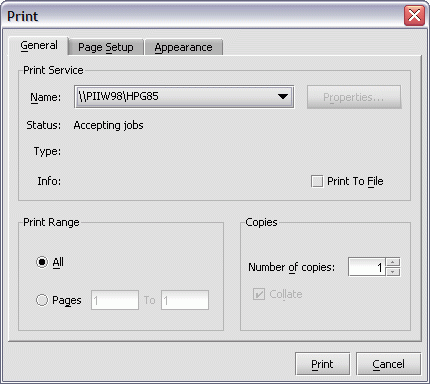 Print
General Page Setup Appearance
Print Service
Name: \\PIIW98\HPG85 Properties...
Status: Accepting jobs
Type:
Info: Print To File
Print Range Copies
All Number of copies: 1
Pages 1 To 1 Collate
Print Cancel